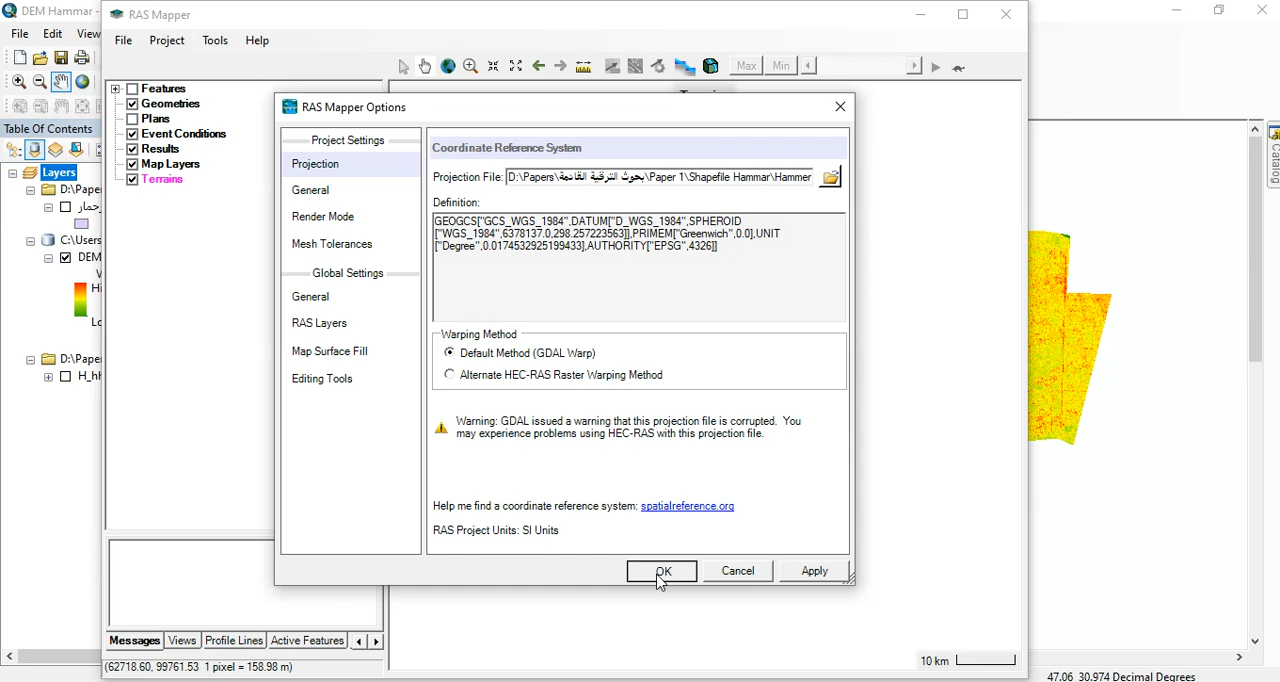 DEM Hammar -
RAS Mapper
File Edit View
File Project Tools Help
Max Min
Table Of Contents
Layers
D:\Pape
C:\Users
DEM
D:\Pape
H_hł
Features
Geometries
Plans
Event Conditions
Results
Map Layers
Terrains
RAS Mapper Options
Project Settings
Projection
General
Render Mode
Mesh Tolerances
Global Settings
General
RAS Layers
Map Surface Fill
Editing Tools
Coordinate Reference System
Projection File: D:\Papers\بحوث الترقية القائمة\Paper 1\Shapefile Hammar\Hammer
Definition:
GEOGCS["GCS_WGS_1984",DATUM["D_WGS_1984",SPHEROID
["WGS_1984",6378137.0,298.257223563]],PRIMEM["Greenwich",0.0],UNIT
["Degree",0.0174532925199433],AUTHORITY["EPSG",4326]]
Warping Method
Default Method (GDAL Warp)
Alternate HEC-RAS Raster Warping Method
Warning: GDAL issued a warning that this projection file is corrupted. You
may experience problems using HEC-RAS with this projection file.
Help me find a coordinate reference system: spatialreference.org
RAS Project Units: SI Units
OK Cancel Apply
Messages Views Profile Lines Active Features
(62718.60, 99761.53 1 pixel = 158.98 m)
10 km
Catalog
47.06 30.974 Decimal Degrees